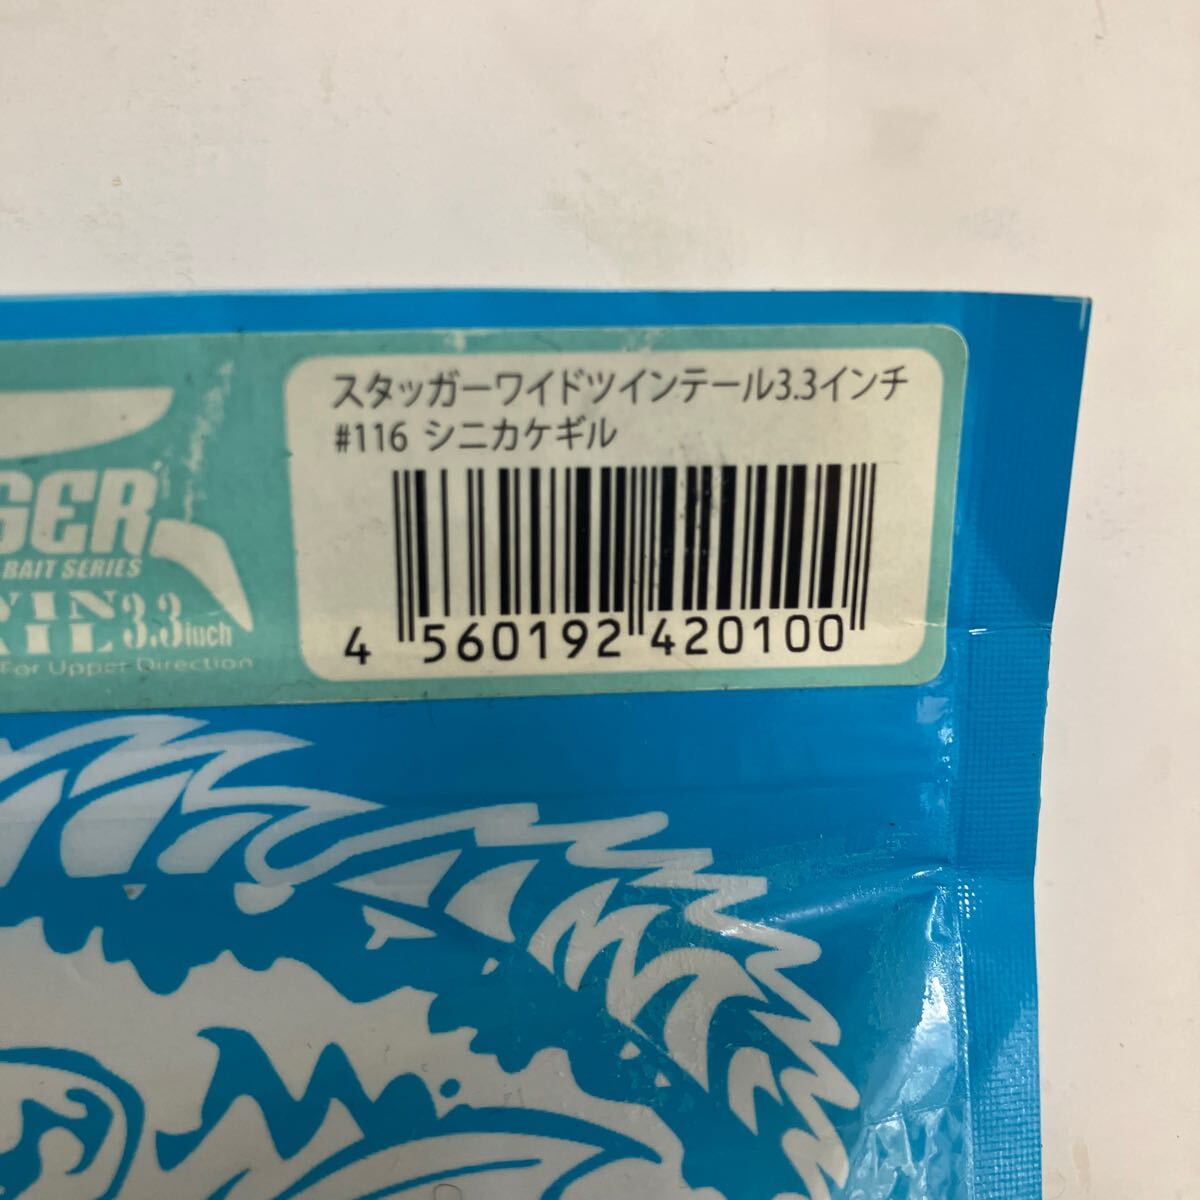 スタッガーワイドツインテール3.3インチ
#116 シニカケギル
4 560192 420100
BAIT SERIES
3.3inch
For Upper Direction